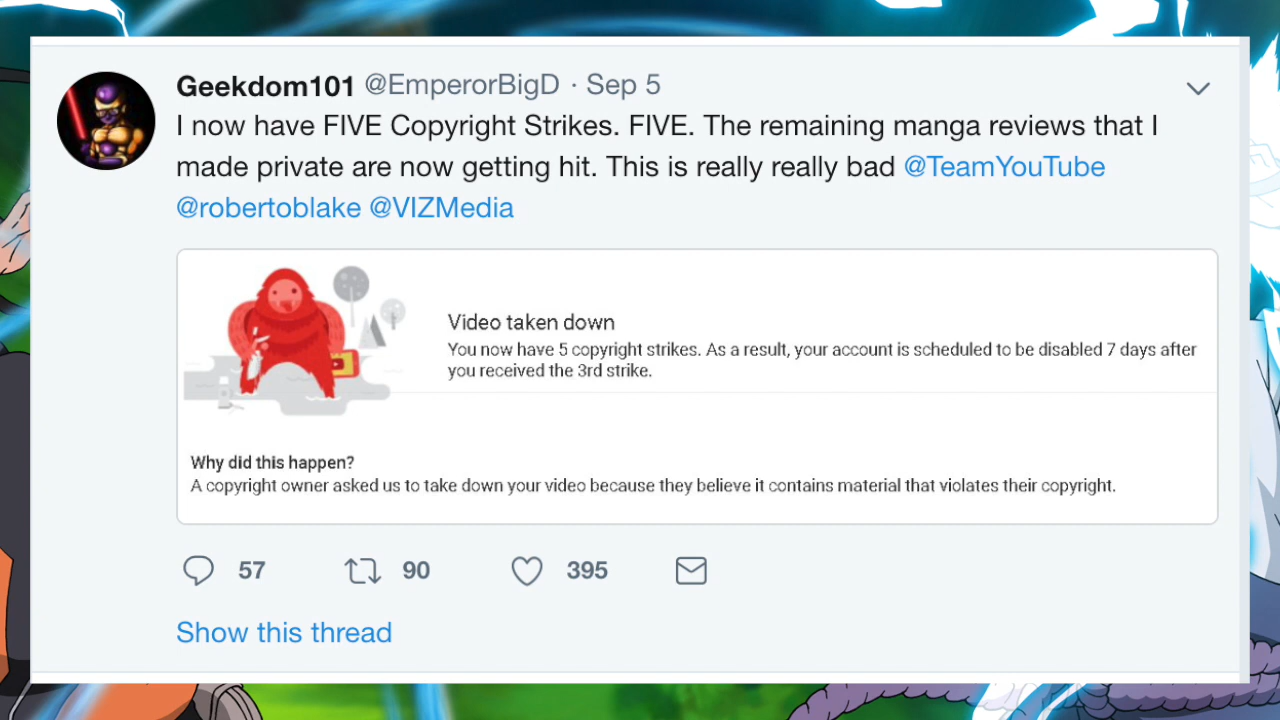 Geekdom101 @EmperorBigD · Sep 5
I now have FIVE Copyright Strikes. FIVE. The remaining manga reviews that I
made private are now getting hit. This is really really bad @TeamYouTube
@robertoblake @VIZMedia
Video taken down
You now have 5 copyright strikes. As a result, your account is scheduled to be disabled 7 days after
you received the 3rd strike.
Why did this happen?
A copyright owner asked us to take down your video because they believe it contains material that violates their copyright.
57 90 395
Show this thread